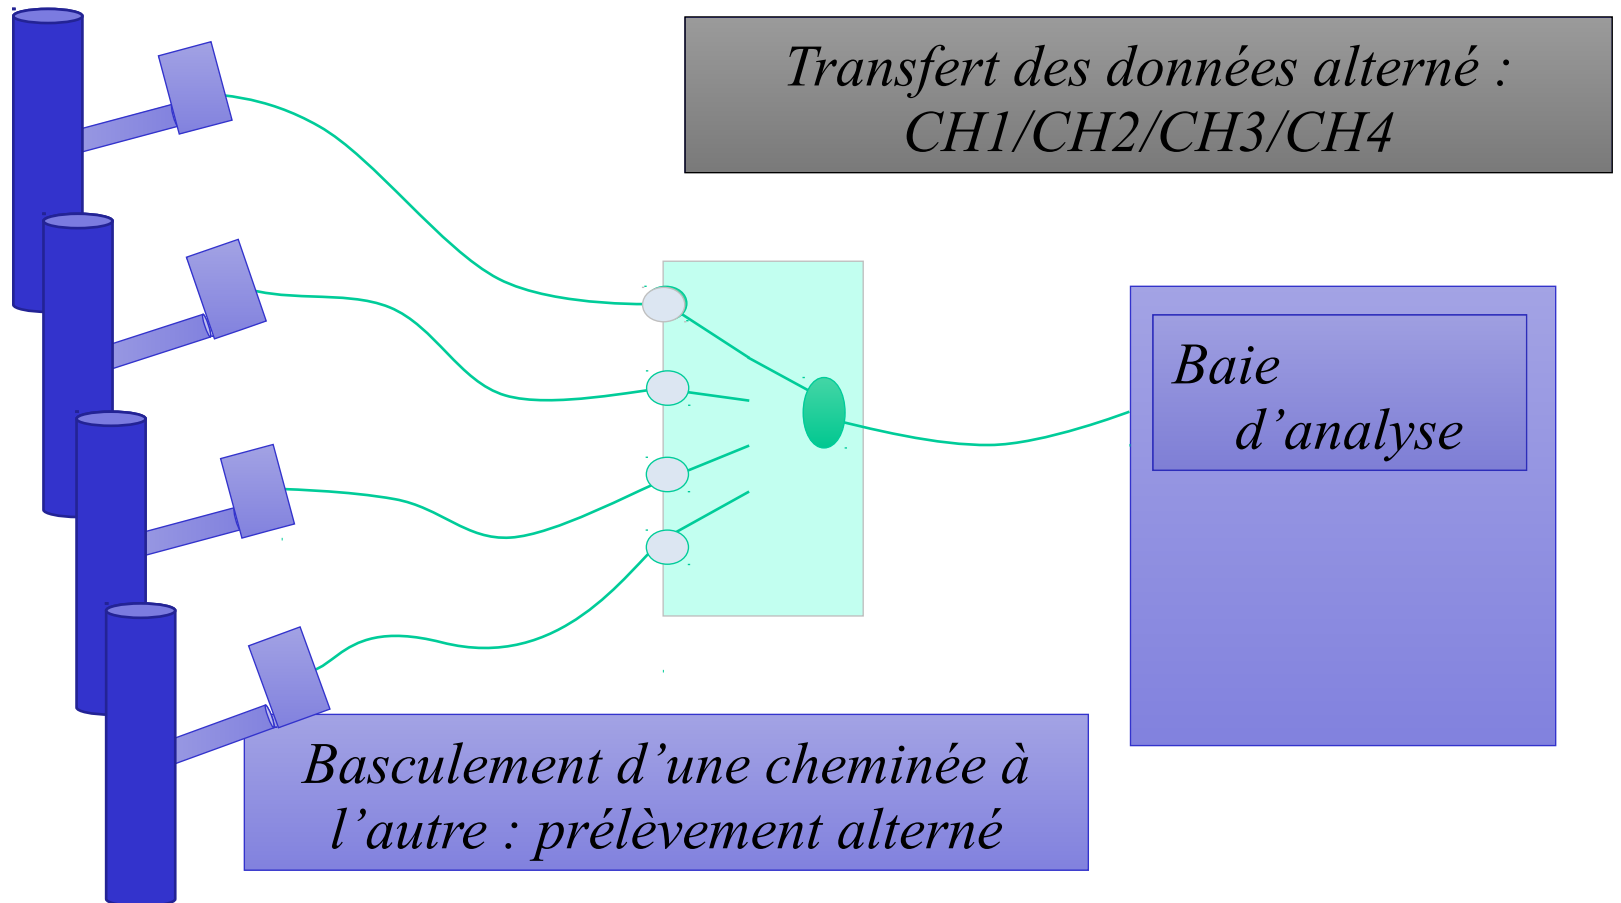 Transfert des données alterné :
CH1/CH2/CH3/CH4
Baie
d’analyse
Basculement d’une cheminée à
l’autre : prélèvement alterné